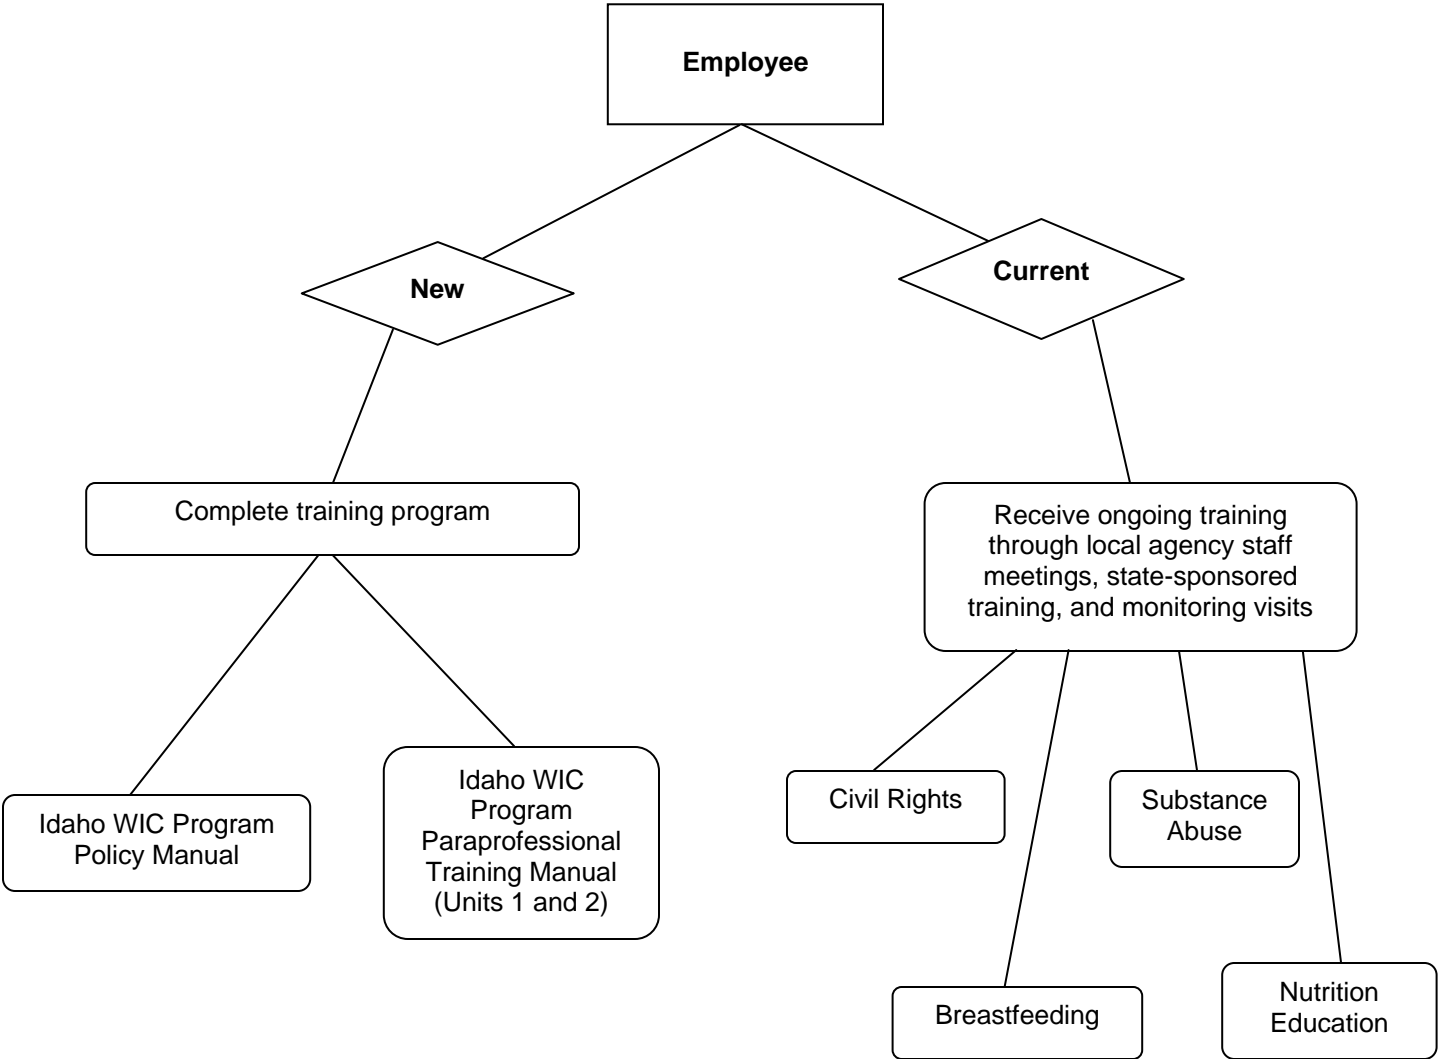 Employee
New
Current
Complete training program
Receive ongoing training
through local agency staff
meetings, state-sponsored
training, and monitoring visits
Idaho WIC Program
Policy Manual
Idaho WIC
Program
Paraprofessional
Training Manual
(Units 1 and 2)
Civil Rights
Substance
Abuse
Breastfeeding
Nutrition
Education